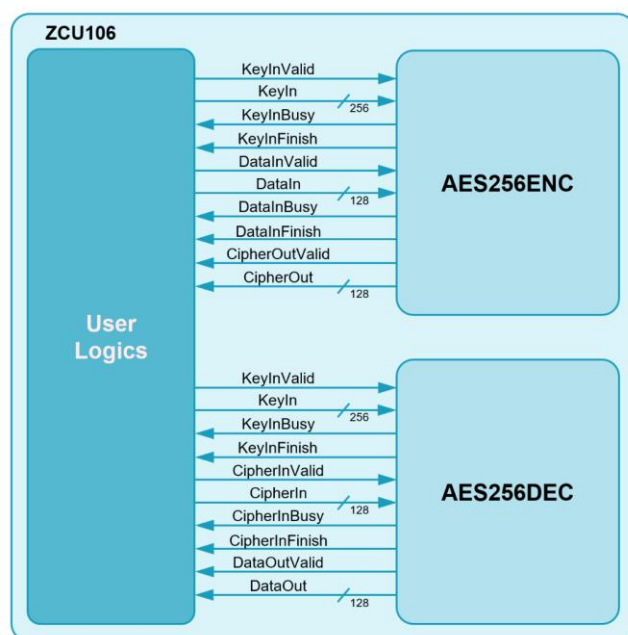 ZCU106
KeyInValid
KeyIn
256
KeyInBusy
KeyInFinish
DataInValid
DataIn
128
DataInBusy
DataInFinish
CipherOutValid
CipherOut
128
AES256ENC
User
Logics
KeyInValid
KeyIn
256
KeyInBusy
KeyInFinish
CipherInValid
CipherIn
128
CipherInBusy
CipherInFinish
DataOutValid
DataOut
128
AES256DEC